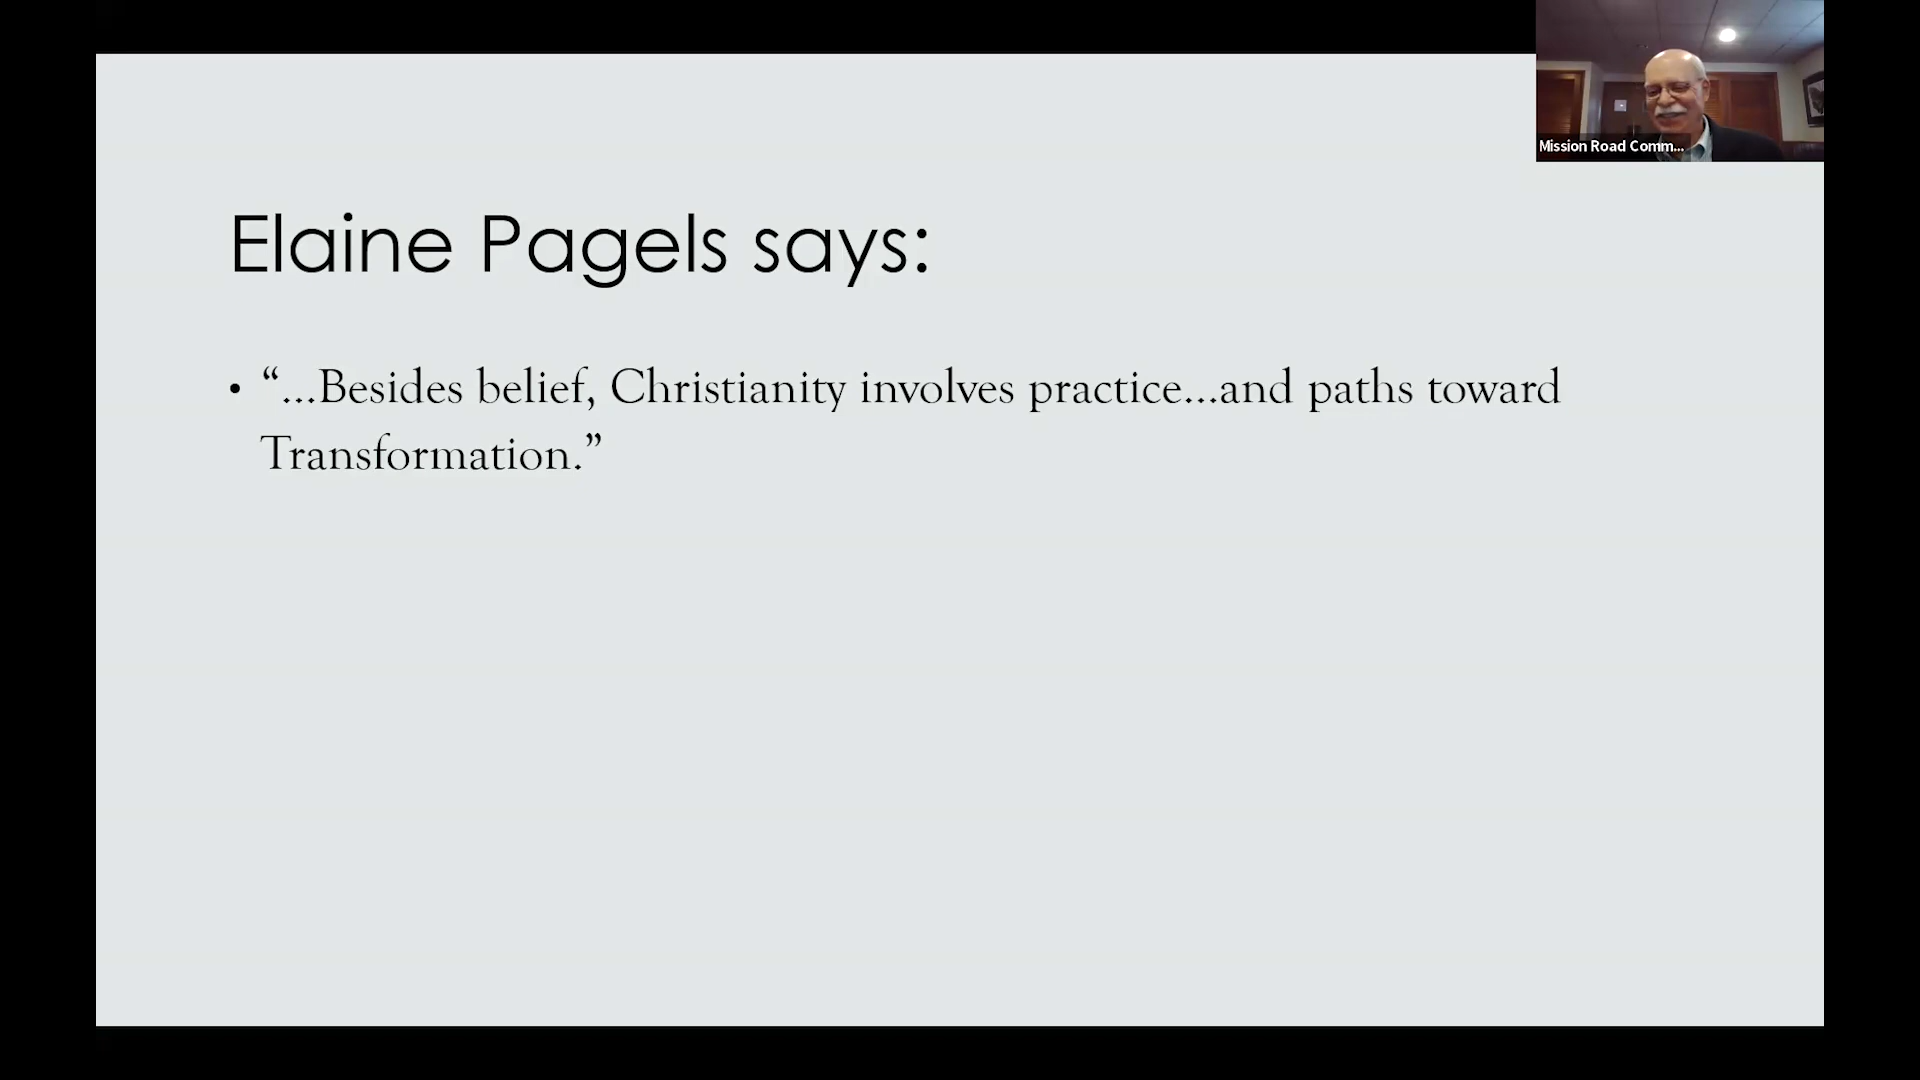 Mission Road Comm...
Elaine Pagels says:
• “...Besides belief, Christianity involves practice...and paths toward
Transformation.”